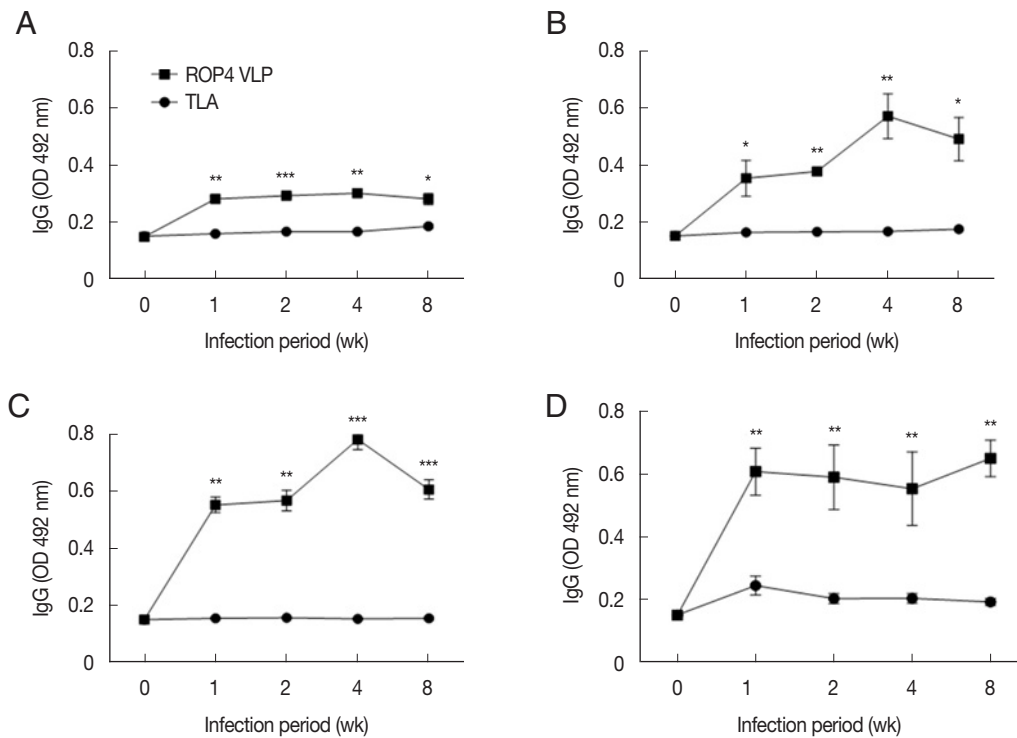 A
0.8
0.6
0.4
0.2
0
IgG (OD 492 nm)
ROP4 VLP
TLA
**
***
**
*
0 1 2 4 8
Infection period (wk)
B
0.8
0.6
0.4
0.2
0
IgG (OD 492 nm)
*
**
**
*
0 1 2 4 8
Infection period (wk)
C
0.8
0.6
0.4
0.2
0
IgG (OD 492 nm)
**
**
***
***
0 1 2 4 8
Infection period (wk)
D
0.8
0.6
0.4
0.2
0
IgG (OD 492 nm)
**
**
**
**
0 1 2 4 8
Infection period (wk)